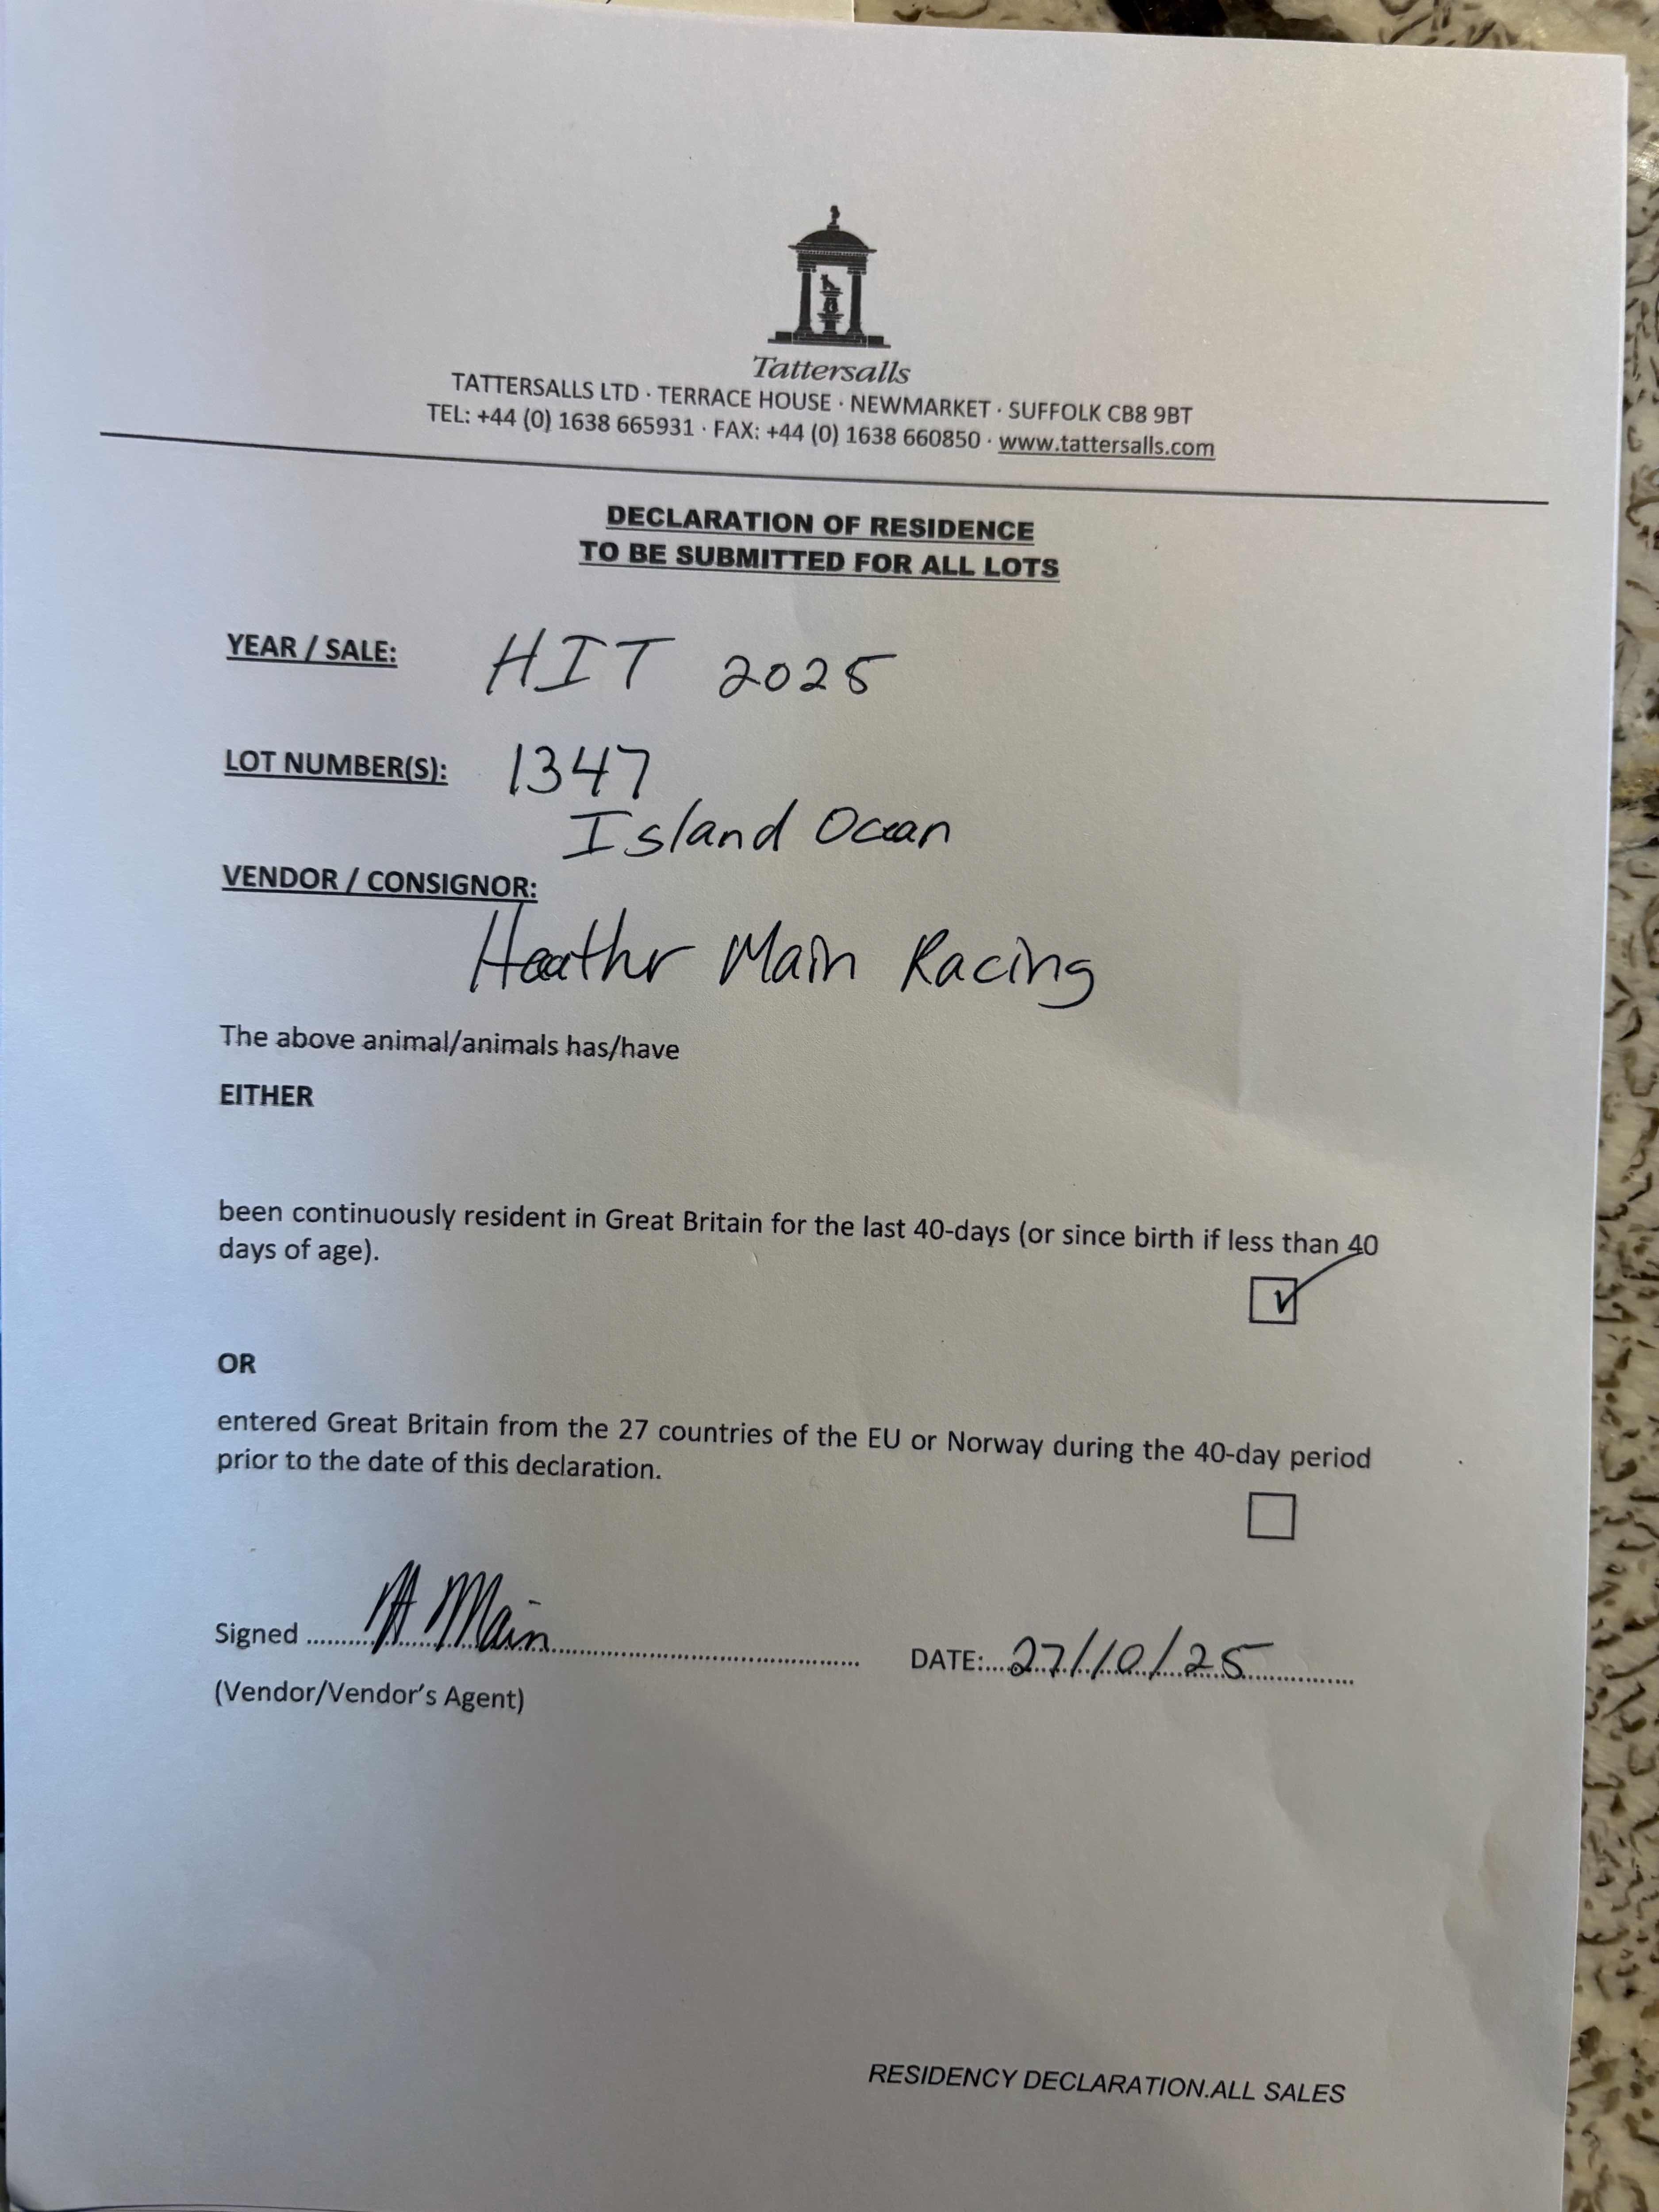 Tattersalls
TATTERSALLS LTD · TERRACE HOUSE · NEWMARKET · SUFFOLK CB8 9BT
TEL: +44 (0) 1638 665931 · FAX: +44 (0) 1638 660850 · www.tattersalls.com
DECLARATION OF RESIDENCE
TO BE SUBMITTED FOR ALL LOTS
YEAR / SALE: HIT 2025
LOT NUMBER(S): 1347
Island Ocean
VENDOR / CONSIGNOR:
Heather Main Racing
The above animal/animals has/have
EITHER
been continuously resident in Great Britain for the last 40-days (or since birth if less than 40
days of age).
OR
entered Great Britain from the 27 countries of the EU or Norway during the 40-day period
prior to the date of this declaration.
Signed ........H Main........ DATE:....27/10/25........
(Vendor/Vendor's Agent)
RESIDENCY DECLARATION.ALL SALES